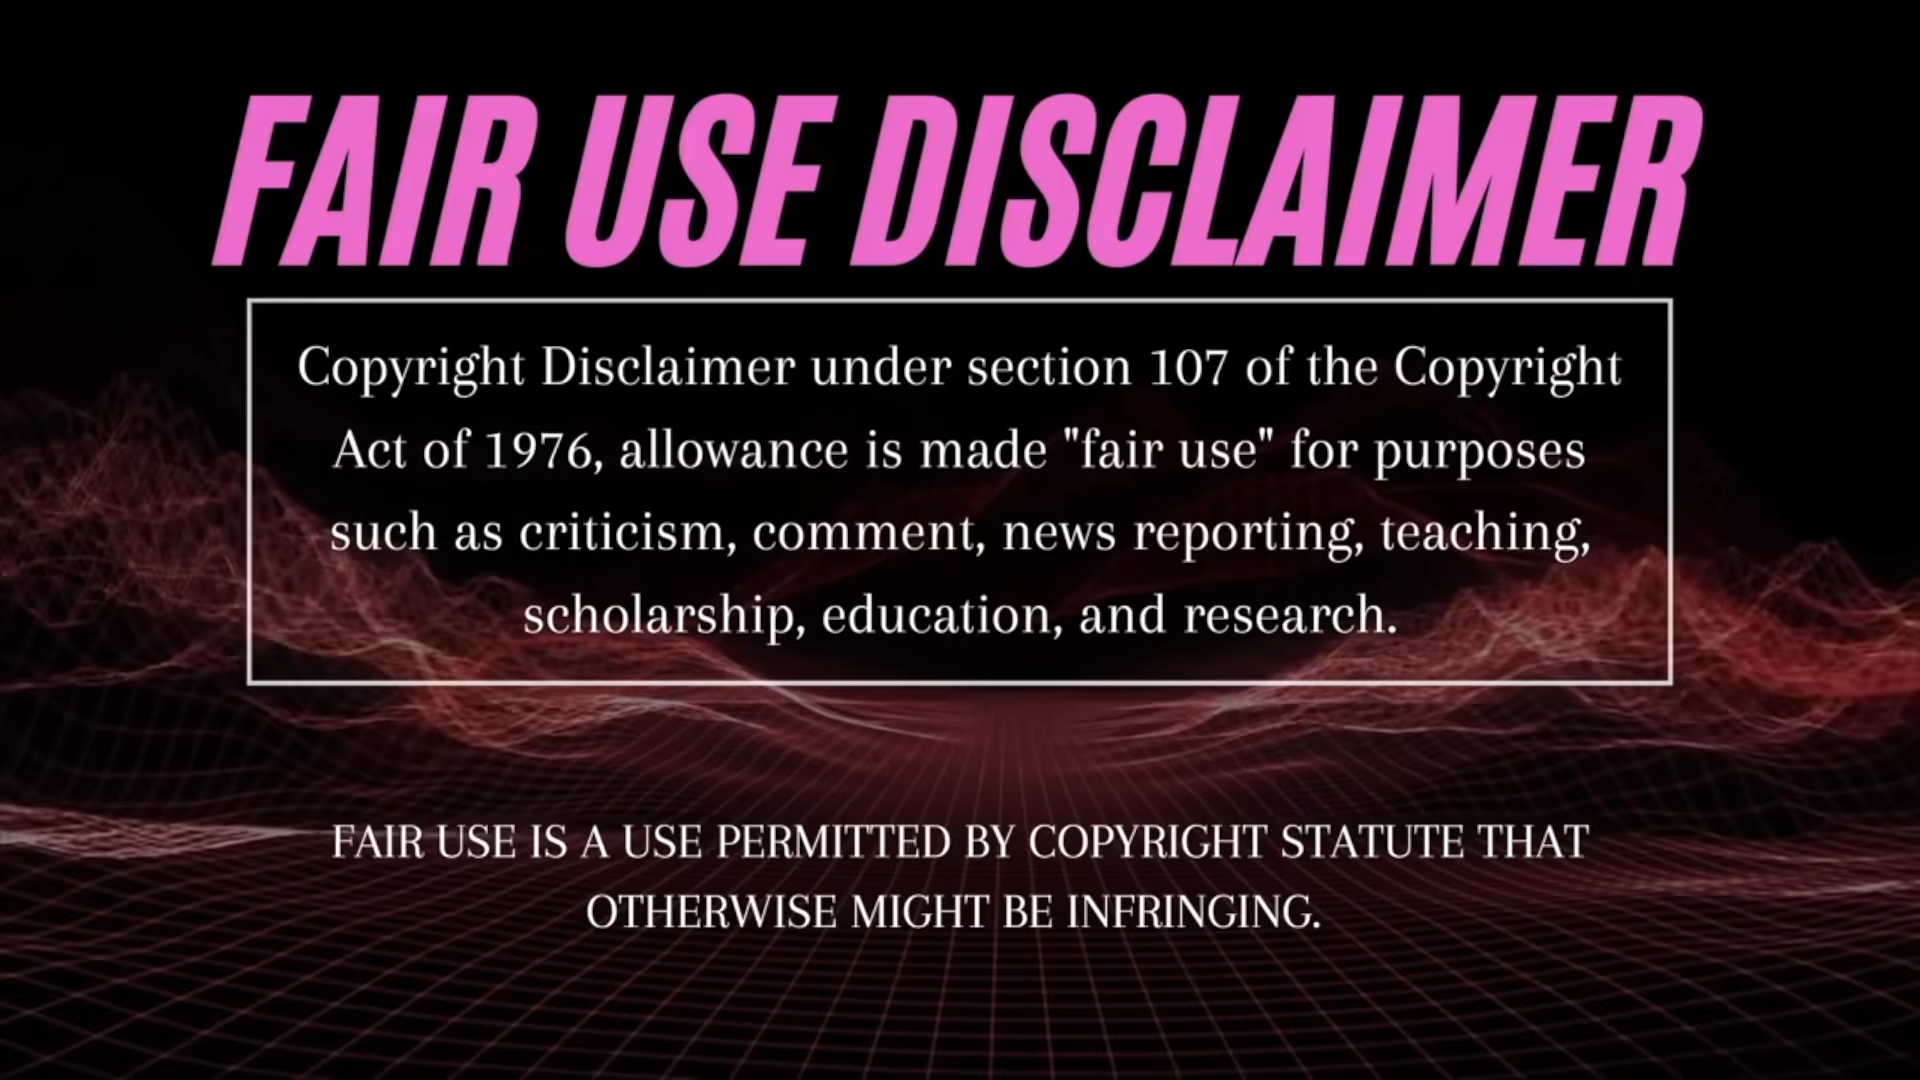 FAIR USE DISCLAIMER
Copyright Disclaimer under section 107 of the Copyright
Act of 1976, allowance is made "fair use" for purposes
such as criticism, comment, news reporting, teaching,
scholarship, education, and research.
FAIR USE IS A USE PERMITTED BY COPYRIGHT STATUTE THAT
OTHERWISE MIGHT BE INFRINGING.